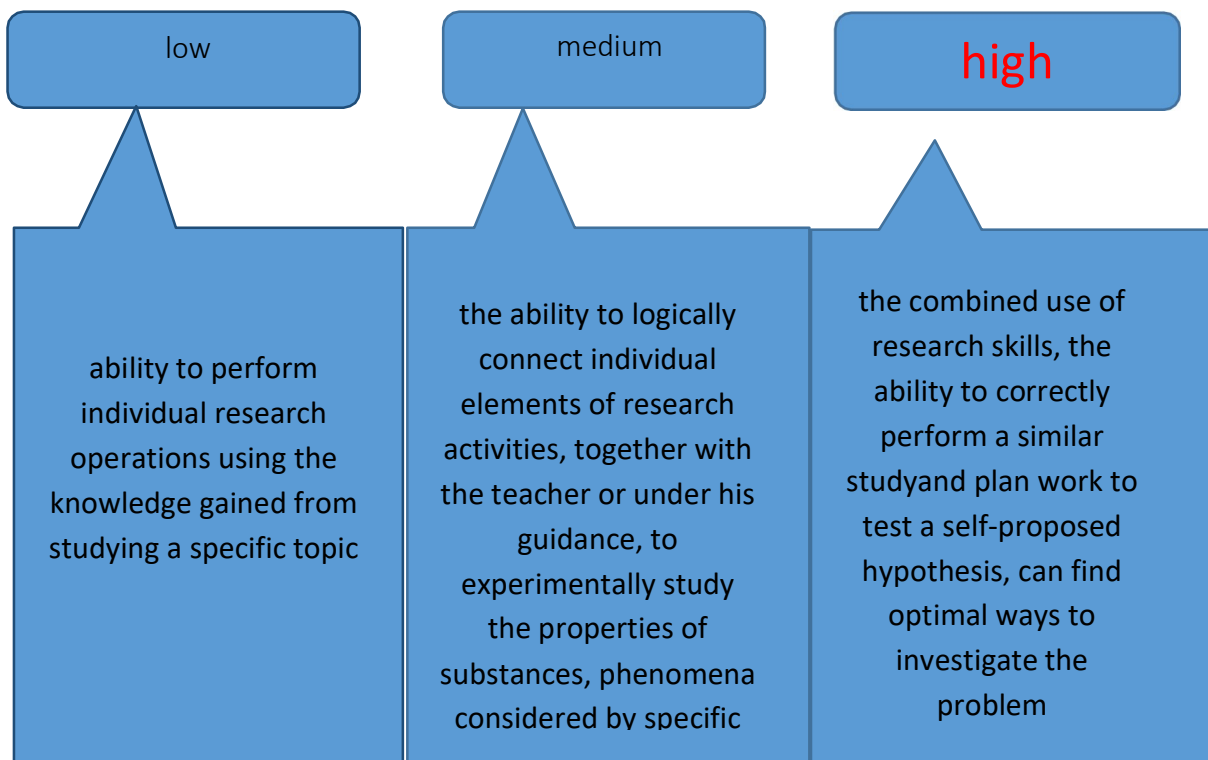 low
medium
high
ability to perform
individual research
operations using the
knowledge gained from
studying a specific topic
the ability to logically
connect individual
elements of research
activities, together with
the teacher or under his
guidance, to
experimentally study
the properties of
substances, phenomena
considered by specific
the combined use of
research skills, the
ability to correctly
perform a similar
studyand plan work to
test a self-proposed
hypothesis, can find
optimal ways to
investigate the
problem